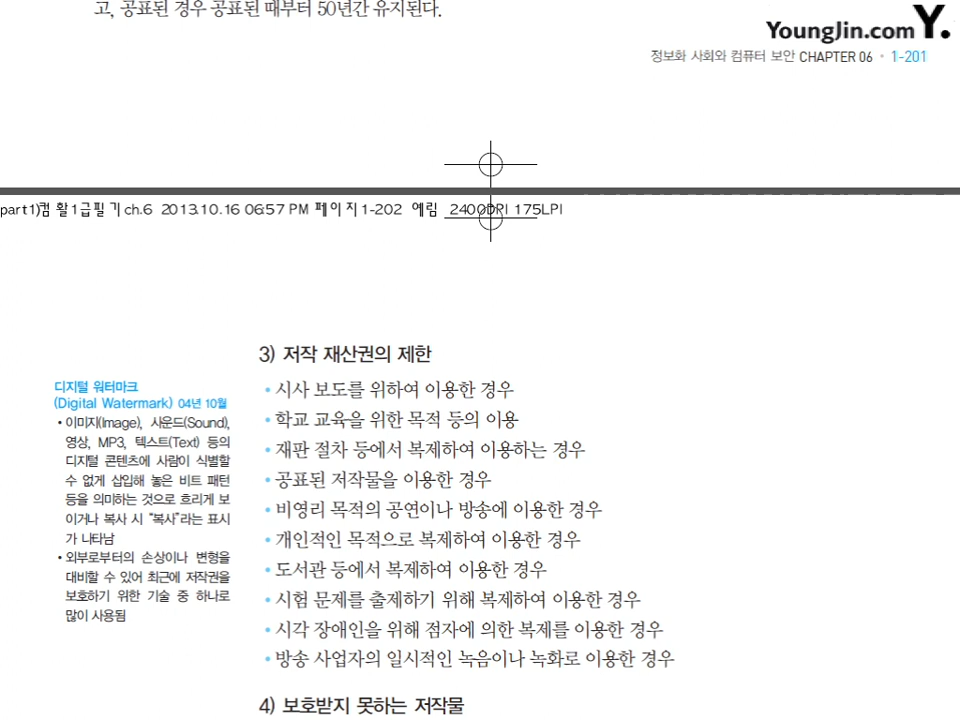 고, 공표된 경우 공표된 때부터 50년간 유지된다.
YoungJin.com Y.
정보화 사회와 컴퓨터 보안 CHAPTER 06 • 1-201
part1)컴활1급필기ch.6 2013.10.16 06:57 PM 페이지1-202 예림 2400DPI 175LPI
3) 저작 재산권의 제한
• 시사 보도를 위하여 이용한 경우
• 학교 교육을 위한 목적 등의 이용
• 재판 절차 등에서 복제하여 이용하는 경우
• 공표된 저작물을 이용한 경우
• 비영리 목적의 공연이나 방송에 이용한 경우
• 개인적인 목적으로 복제하여 이용한 경우
• 도서관 등에서 복제하여 이용한 경우
• 시험 문제를 출제하기 위해 복제하여 이용한 경우
• 시각 장애인을 위해 점자에 의한 복제를 이용한 경우
• 방송 사업자의 일시적인 녹음이나 녹화로 이용한 경우
4) 보호받지 못하는 저작물
디지털 워터마크
(Digital Watermark) 04년 10월
• 이미지(Image), 사운드(Sound),
영상, MP3, 텍스트(Text) 등의
디지털 콘텐츠에 사람이 식별할
수 없게 삽입해 놓은 비트 패턴
등을 의미하는 것으로 흐리게 보
이거나 복사 시 "복사"라는 표시
가 나타남
• 외부로부터의 손상이나 변형을
대비할 수 있어 최근에 저작권을
보호하기 위한 기술 중 하나로
많이 사용됨